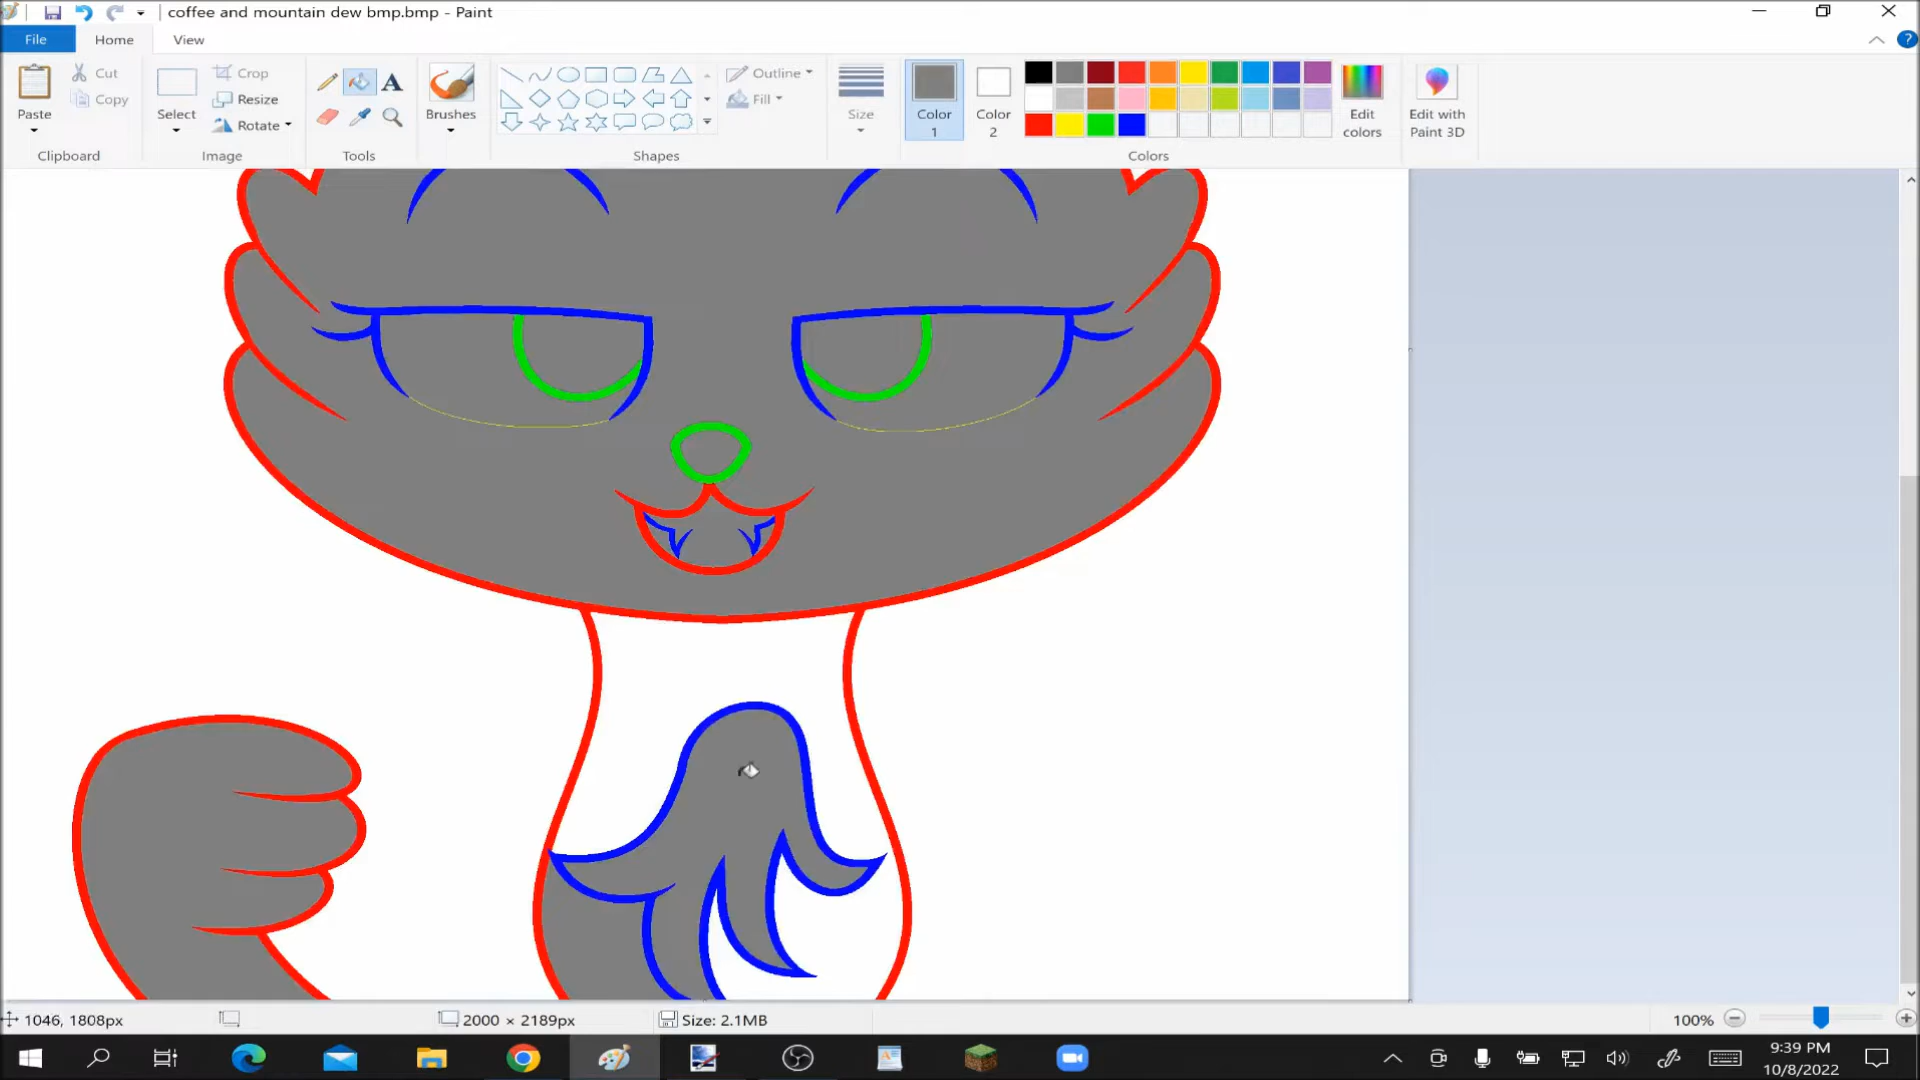 coffee and mountain dew bmp.bmp - Paint
File Home View
Cut
Copy
Paste
Crop
Resize
Rotate
Select
A
Brushes
Outline
Fill
Size
Color
1
Color
2
Edit
colors
Edit with
Paint 3D
?
Clipboard Image Tools Shapes Colors
1046, 1808px 2000 × 2189px Size: 2.1MB 100%
9:39 PM
10/8/2022